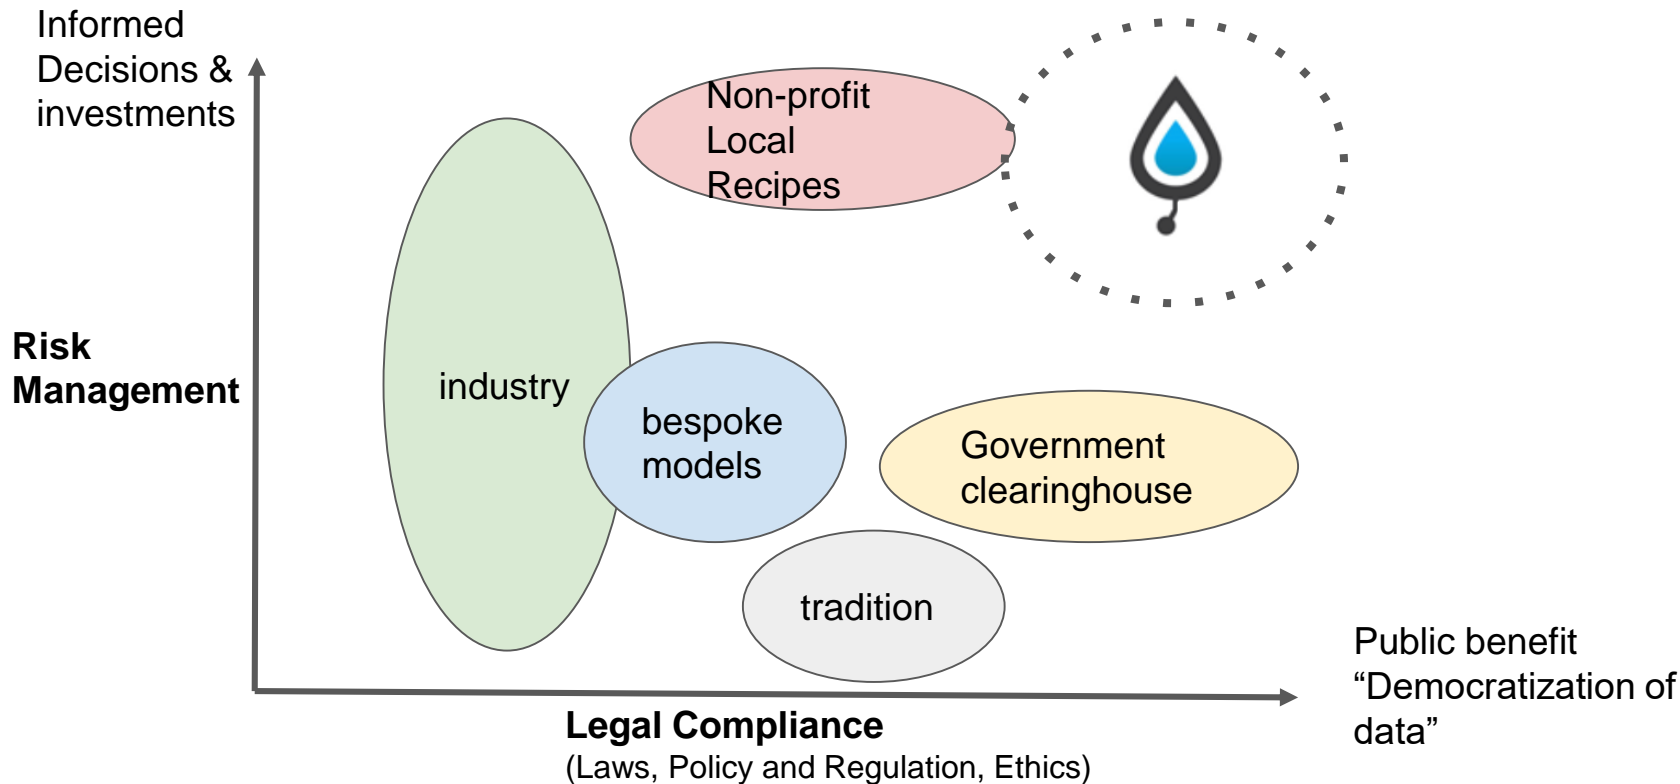 Informed
Decisions &
investments
Non-profit
Local
Recipes
Risk
Management
industry
bespoke
models
Government
clearinghouse
tradition
Public benefit
“Democratization of
data”
Legal Compliance
(Laws, Policy and Regulation, Ethics)